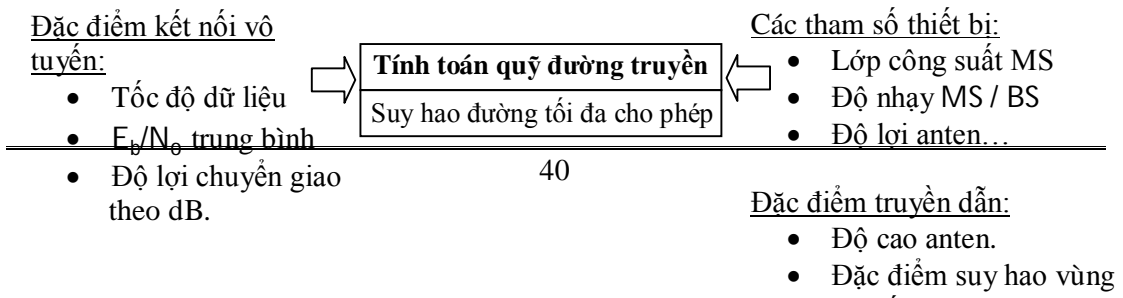 Đặc điểm kết nối vô
tuyến:
• Tốc độ dữ liệu
• Eb/No trung bình
• Độ lợi chuyển giao
theo dB.
Tính toán quỹ đường truyền
Suy hao đường tối đa cho phép
Các tham số thiết bị:
• Lớp công suất MS
• Độ nhạy MS / BS
• Độ lợi anten…
40
Đặc điểm truyền dẫn:
• Độ cao anten.
• Đặc điểm suy hao vùng